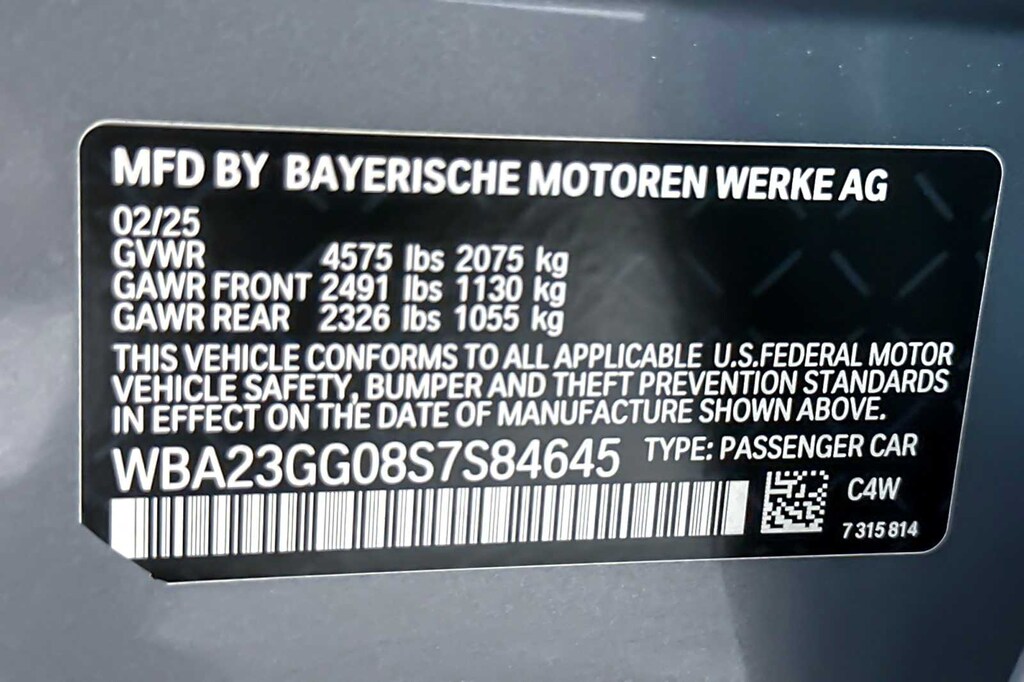 MFD BY BAYERISCHE MOTOREN WERKE AG
02/25
GVWR 4575 lbs 2075 kg
GAWR FRONT 2491 lbs 1130 kg
GAWR REAR 2326 lbs 1055 kg
THIS VEHICLE CONFORMS TO ALL APPLICABLE U.S.FEDERAL MOTOR
VEHICLE SAFETY, BUMPER AND THEFT PREVENTION STANDARDS
IN EFFECT ON THE DATE OF MANUFACTURE SHOWN ABOVE.
WBA23GG08S7S84645 TYPE: PASSENGER CAR
C4W
7 315 814